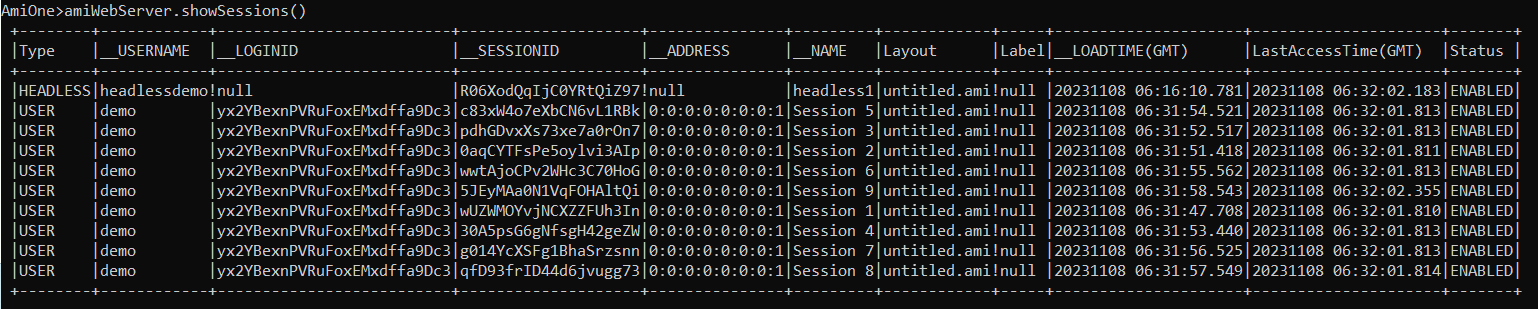 AmiOne>amiWebServer.showSessions()
+--------+------------+------------------------+-------------------+---------------+---------+------------+-----+---------------------+---------------------+-------+
|Type    |__USERNAME  |__LOGINID               |__SESSIONID        |__ADDRESS      |__NAME   |Layout      |Label|__LOADTIME(GMT)      |LastAccessTime(GMT)  |Status |
+--------+------------+------------------------+-------------------+---------------+---------+------------+-----+---------------------+---------------------+-------+
|HEADLESS|headlessdemo!null                    |R06XodQqIjC0YRtQiZ97!null           |headless1|untitled.ami!null |20231108 06:16:10.781|20231108 06:32:02.183|ENABLED|
|USER    |demo        |yx2YBexnPVRuFoxEMxdffa9Dc3|c83xW4o7eXbCN6vL1RBk|0:0:0:0:0:0:0:1|Session 5|untitled.ami!null |20231108 06:31:54.521|20231108 06:32:01.813|ENABLED|
|USER    |demo        |yx2YBexnPVRuFoxEMxdffa9Dc3|pdhGDvxXs73xe7a0rOn7|0:0:0:0:0:0:0:1|Session 3|untitled.ami!null |20231108 06:31:52.517|20231108 06:32:01.813|ENABLED|
|USER    |demo        |yx2YBexnPVRuFoxEMxdffa9Dc3|0aqCYTFsPe5oylvi3AIp|0:0:0:0:0:0:0:1|Session 2|untitled.ami!null |20231108 06:31:51.418|20231108 06:32:01.811|ENABLED|
|USER    |demo        |yx2YBexnPVRuFoxEMxdffa9Dc3|wwtAjoCPv2WHc3C70HoG|0:0:0:0:0:0:0:1|Session 6|untitled.ami!null |20231108 06:31:55.562|20231108 06:32:01.813|ENABLED|
|USER    |demo        |yx2YBexnPVRuFoxEMxdffa9Dc3|5JEyMAa0N1VqFOHAltQi|0:0:0:0:0:0:0:1|Session 9|untitled.ami!null |20231108 06:31:58.543|20231108 06:32:02.355|ENABLED|
|USER    |demo        |yx2YBexnPVRuFoxEMxdffa9Dc3|wUZWMOYvjNCXZZFUh3In|0:0:0:0:0:0:0:1|Session 1|untitled.ami!null |20231108 06:31:47.708|20231108 06:32:01.810|ENABLED|
|USER    |demo        |yx2YBexnPVRuFoxEMxdffa9Dc3|30A5psG6gNfsgH42geZW|0:0:0:0:0:0:0:1|Session 4|untitled.ami!null |20231108 06:31:53.440|20231108 06:32:01.813|ENABLED|
|USER    |demo        |yx2YBexnPVRuFoxEMxdffa9Dc3|g014YcXSFg1BhaSrzsnn|0:0:0:0:0:0:0:1|Session 7|untitled.ami!null |20231108 06:31:56.525|20231108 06:32:01.813|ENABLED|
|USER    |demo        |yx2YBexnPVRuFoxEMxdffa9Dc3|qfD93frID44d6jvugg73|0:0:0:0:0:0:0:1|Session 8|untitled.ami!null |20231108 06:31:57.549|20231108 06:32:01.814|ENABLED|
+--------+------------+------------------------+-------------------+---------------+---------+------------+-----+---------------------+---------------------+-------+